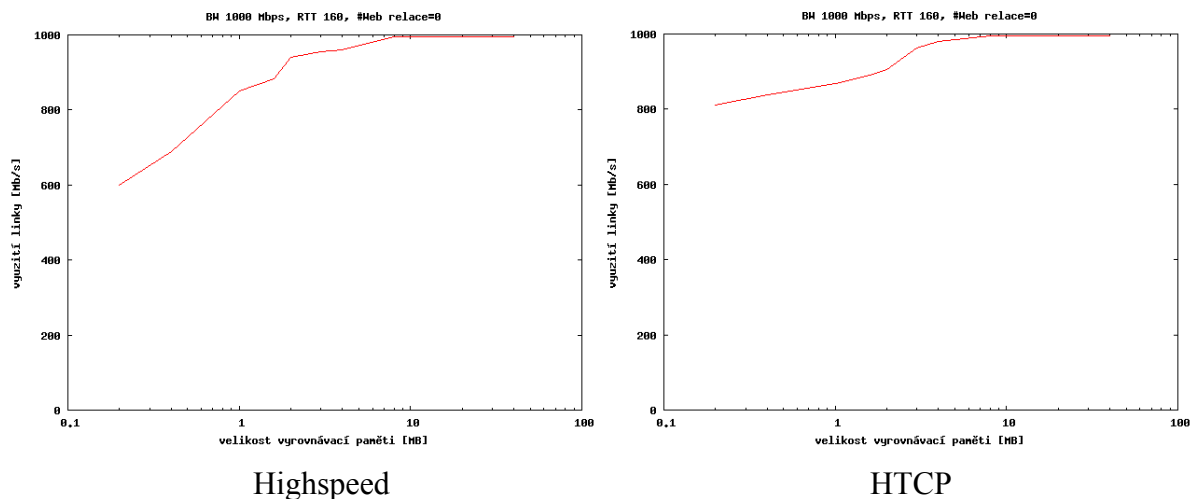 BW 1000 Mbps, RTT 160, #Web relace=0
1000
800
600
400
200
0
využití linky [Mb/s]
0.1
1
10
100
velikost vyrovnávací paměti [MB]
Highspeed
BW 1000 Mbps, RTT 160, #Web relace=0
1000
800
600
400
200
0
využití linky [Mb/s]
0.1
1
10
100
velikost vyrovnávací paměti [MB]
HTCP